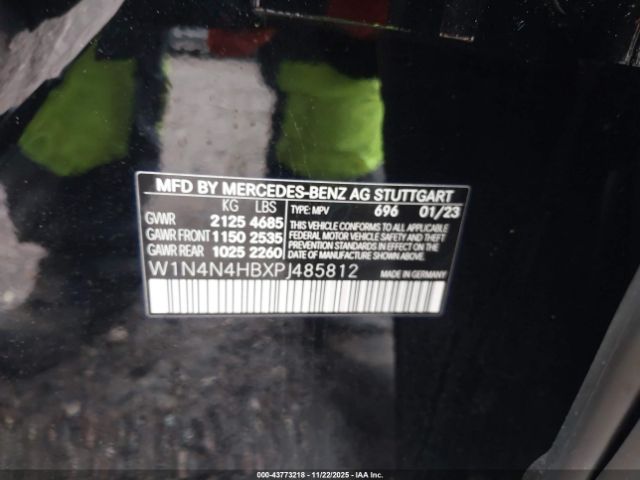 MFD BY MERCEDES-BENZ AG STUTTGART
KG LBS TYPE: MPV 696 01/23
GVWR 2125 4685
GAWR FRONT 1150 2535
GAWR REAR 1025 2260
THIS VEHICLE CONFORMS TO ALL APPLICABLE
FEDERAL MOTOR VEHICLE SAFETY AND
THEFT PREVENTION STANDARDS IN EFFECT
ON THE DATE OF MANUFACTURE SHOWN ABOVE.
W1N4N4HBXPJ485812 MADE IN GERMANY
000-43773218 - 11/22/2025 - IAA Inc.